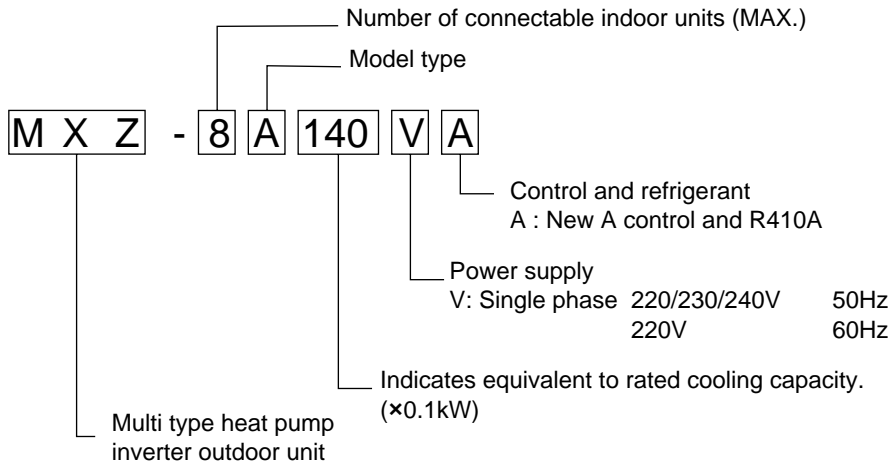 Number of connectable indoor units (MAX.)
Model type
M X Z - 8 A 140 V A
Control and refrigerant
A : New A control and R410A
Power supply
V: Single phase 220/230/240V 50Hz
220V 60Hz
Indicates equivalent to rated cooling capacity.
(×0.1kW)
Multi type heat pump
inverter outdoor unit